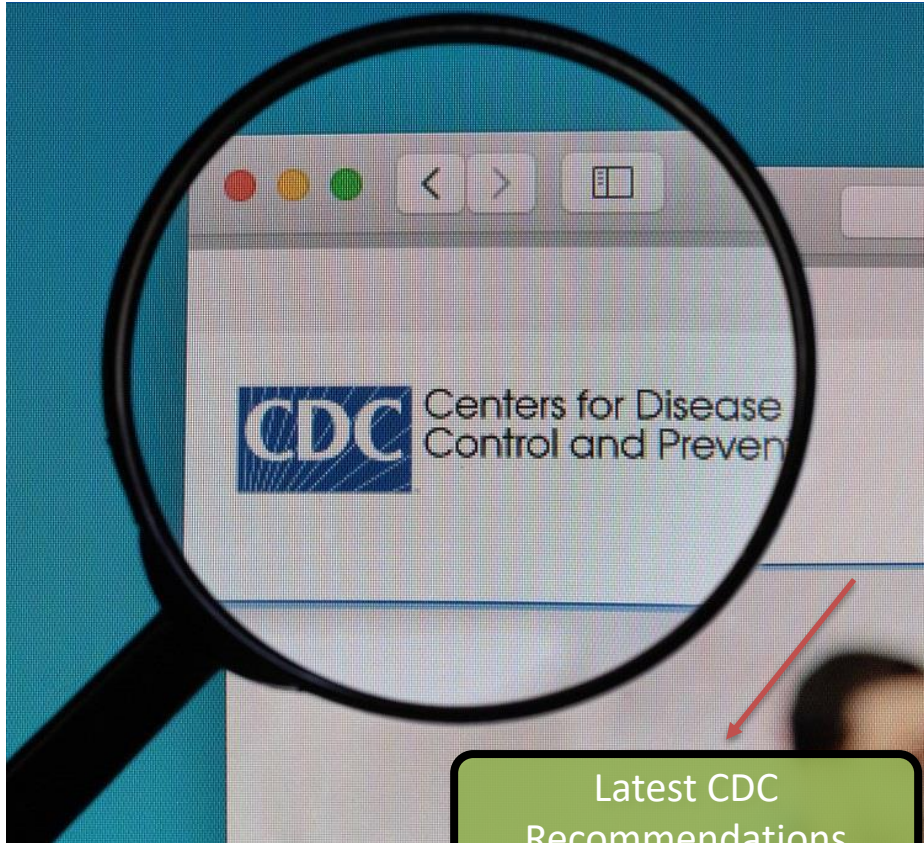 CDC
Centers for Disease
Control and Preven
Latest CDC
Recommendations